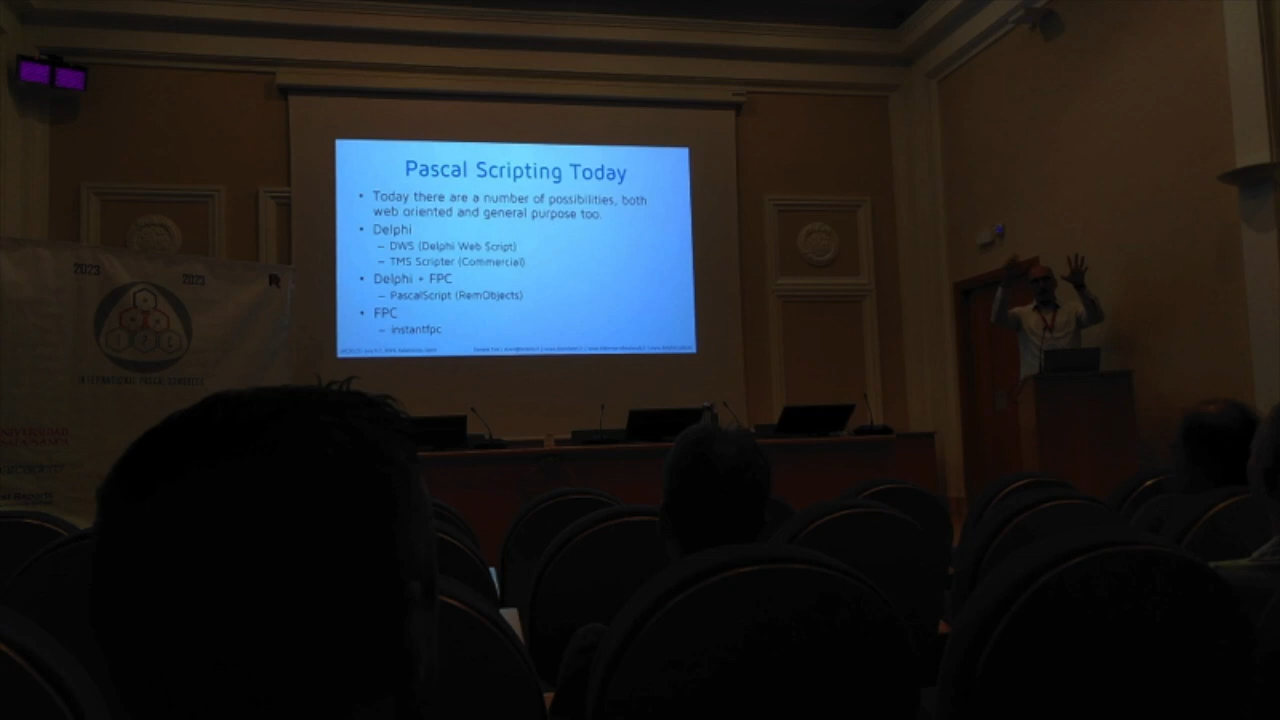 Pascal Scripting Today
• Today there are a number of possibilities, both
web oriented and general purpose too.
• Delphi
– DWS (Delphi Web Script)
– TMS Scripter (Commercial)
• Delphi + FPC
– PascalScript (RemObjects)
• FPC
– instantfpc
2023
2023
I P C
INTERNATIONAL PASCAL CONGRESS